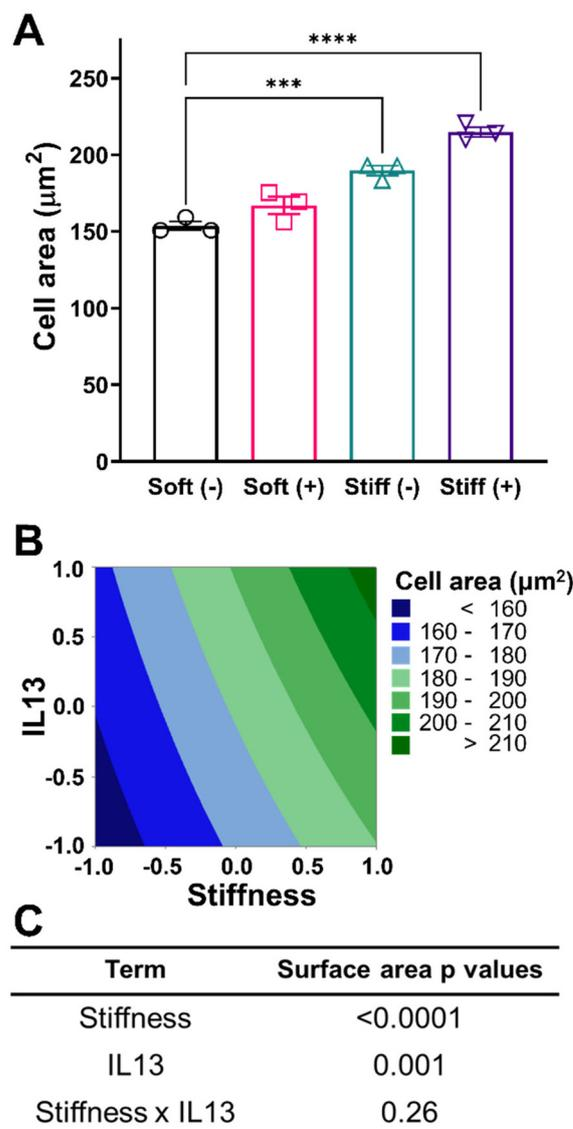 A
**** 
***
Cell area (μm²)
250
200
150
100
50
0
Soft (-) Soft (+) Stiff (-) Stiff (+)
B
IL13
1.0
0.5
0.0
-0.5
-1.0
-1.0 -0.5 0.0 0.5 1.0
Stiffness
Cell area (μm²)
< 160
160 - 170
170 - 180
180 - 190
190 - 200
200 - 210
> 210
C
Term Surface area p values
Stiffness <0.0001
IL13 0.001
Stiffness x IL13 0.26